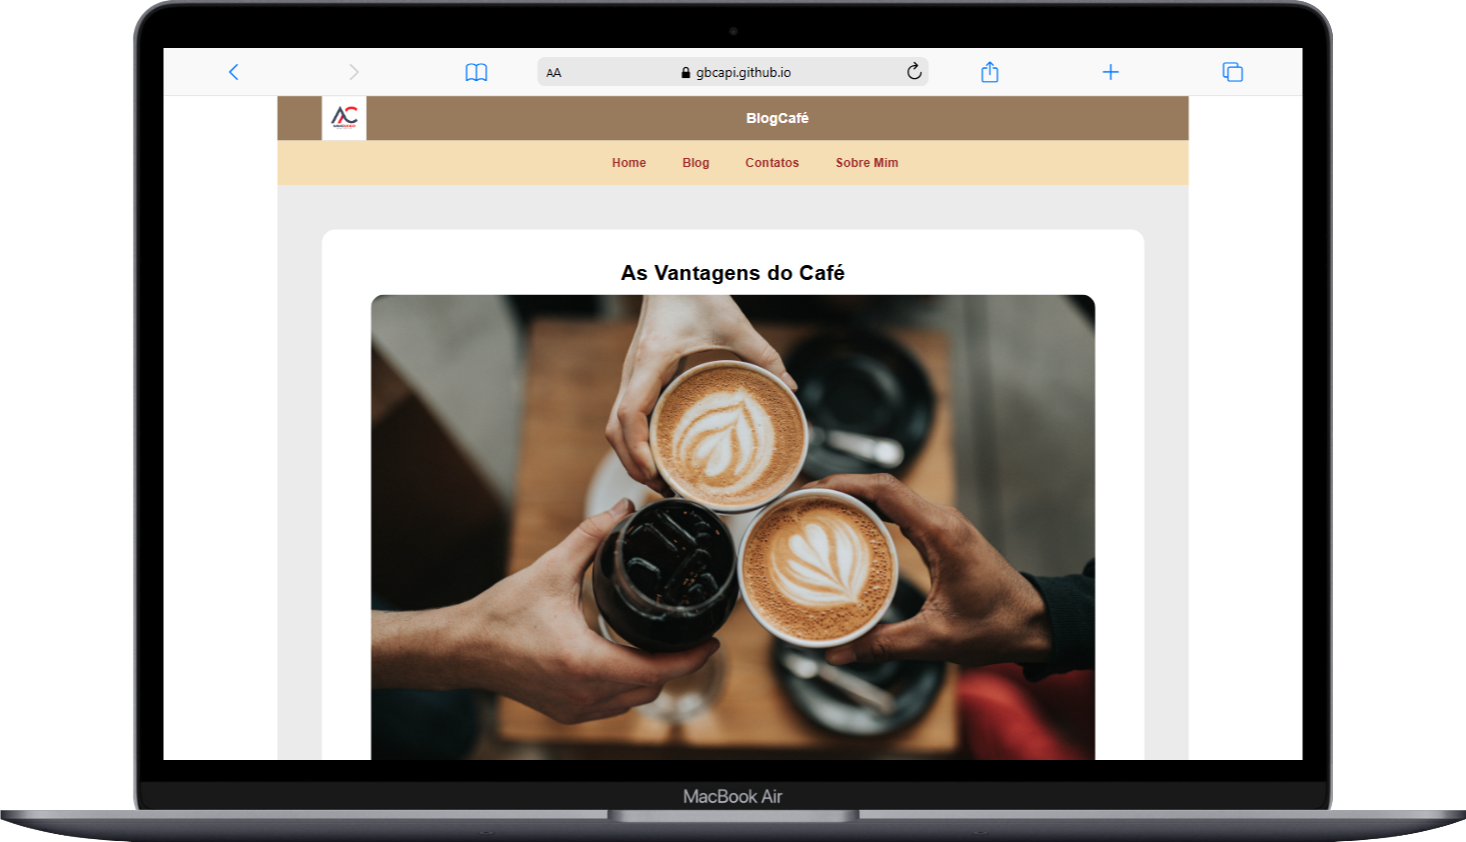 AA
gbcapi.github.io
AC
BlogCafé
Home Blog Contatos Sobre Mim
As Vantagens do Café
MacBook Air